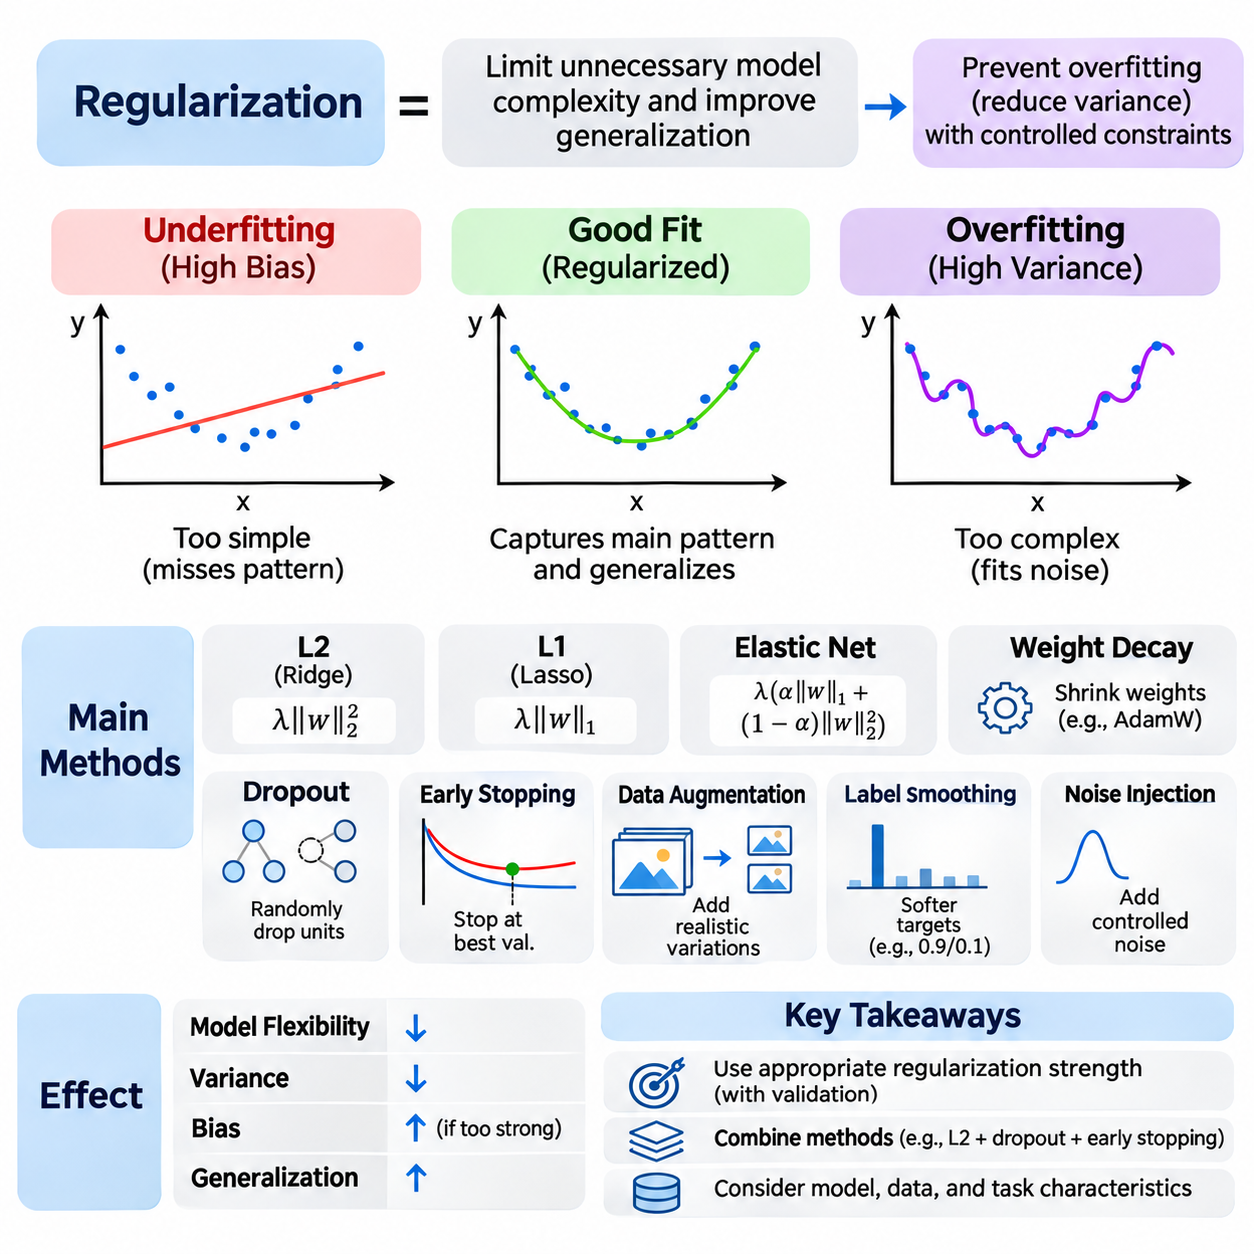 Regularization
=
Limit unnecessary model
complexity and improve
generalization
Prevent overfitting
(reduce variance)
with controlled constraints
Underfitting
(High Bias)
y
x
Too simple
(misses pattern)
Good Fit
(Regularized)
y
x
Captures main pattern
and generalizes
Overfitting
(High Variance)
y
x
Too complex
(fits noise)
Main
Methods
L2
(Ridge)
λ||w||₂²
L1
(Lasso)
λ||w||₁
Elastic Net
λ(α||w||₁ +
(1 − α)||w||₂²)
Weight Decay
Shrink weights
(e.g., AdamW)
Dropout
Randomly
drop units
Early Stopping
Stop at
best val.
Data Augmentation
Add
realistic
variations
Label Smoothing
Softer
targets
(e.g., 0.9/0.1)
Noise Injection
Add
controlled
noise
Effect
Model Flexibility ↓
Variance ↓
Bias ↑ (if too strong)
Generalization ↑
Key Takeaways
Use appropriate regularization strength
(with validation)
Combine methods (e.g., L2 + dropout + early stopping)
Consider model, data, and task characteristics